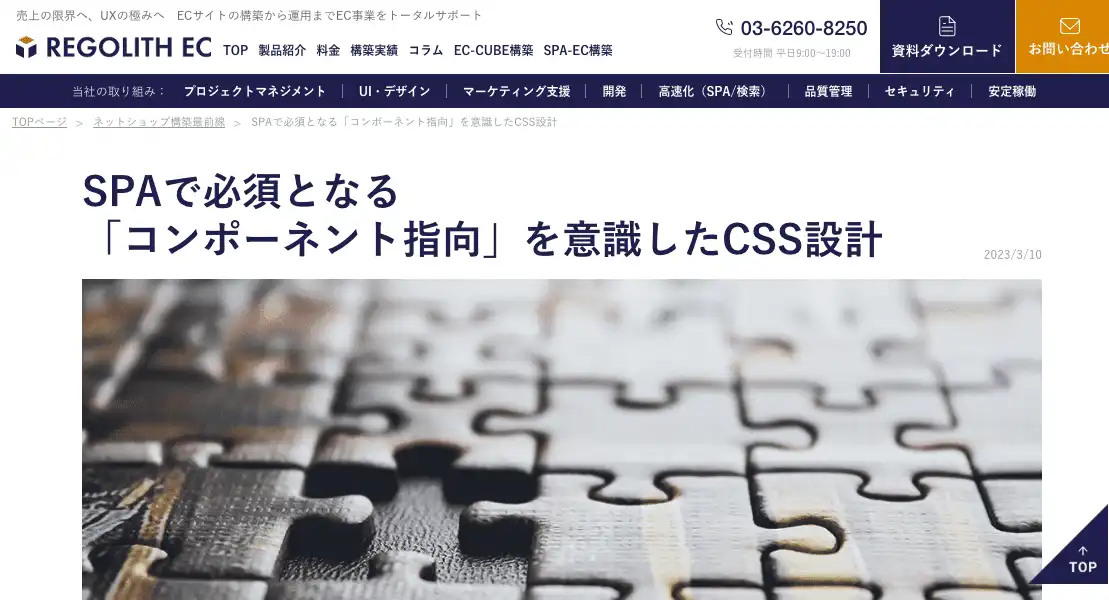 売上の限界へ、UXの極みへ　ECサイトの構築から運用までEC事業をトータルサポート
REGOLITH EC
TOP 製品紹介 料金 構築実績 コラム EC-CUBE構築 SPA-EC構築
03-6260-8250
受付時間 平日9:00〜19:00
資料ダウンロード
お問い合わせ
当社の取り組み： プロジェクトマネジメント UI・デザイン マーケティング支援 開発 高速化（SPA/検索） 品質管理 セキュリティ 安定稼働
TOPページ > ネットショップ構築最前線 > SPAで必須となる「コンポーネント指向」を意識したCSS設計
SPAで必須となる
「コンポーネント指向」を意識したCSS設計
2023/3/10
TOP